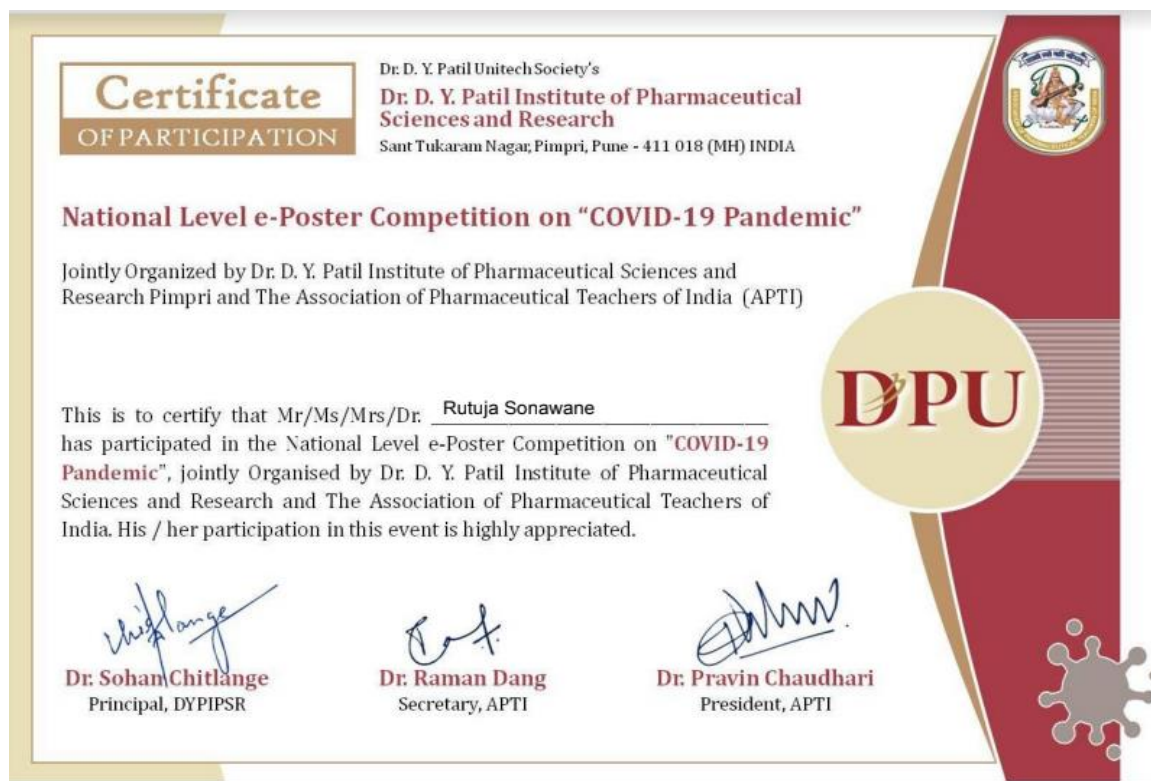 Certificate
OF PARTICIPATION
Dr. D. Y. Patil Unitech Society's
Dr. D. Y. Patil Institute of Pharmaceutical
Sciences and Research
Sant Tukaram Nagar, Pimpri, Pune - 411 018 (MH) INDIA
National Level e-Poster Competition on “COVID-19 Pandemic”
Jointly Organized by Dr. D. Y. Patil Institute of Pharmaceutical Sciences and
Research Pimpri and The Association of Pharmaceutical Teachers of India (APTI)
DPU
This is to certify that Mr/Ms/Mrs/Dr. Rutuja Sonawane
has participated in the National Level e-Poster Competition on "COVID-19
Pandemic", jointly Organised by Dr. D. Y. Patil Institute of Pharmaceutical
Sciences and Research and The Association of Pharmaceutical Teachers of
India. His / her participation in this event is highly appreciated.
Dr. Sohan Chitlange
Principal, DYPIPSR
Dr. Raman Dang
Secretary, APTI
Dr. Pravin Chaudhari
President, APTI